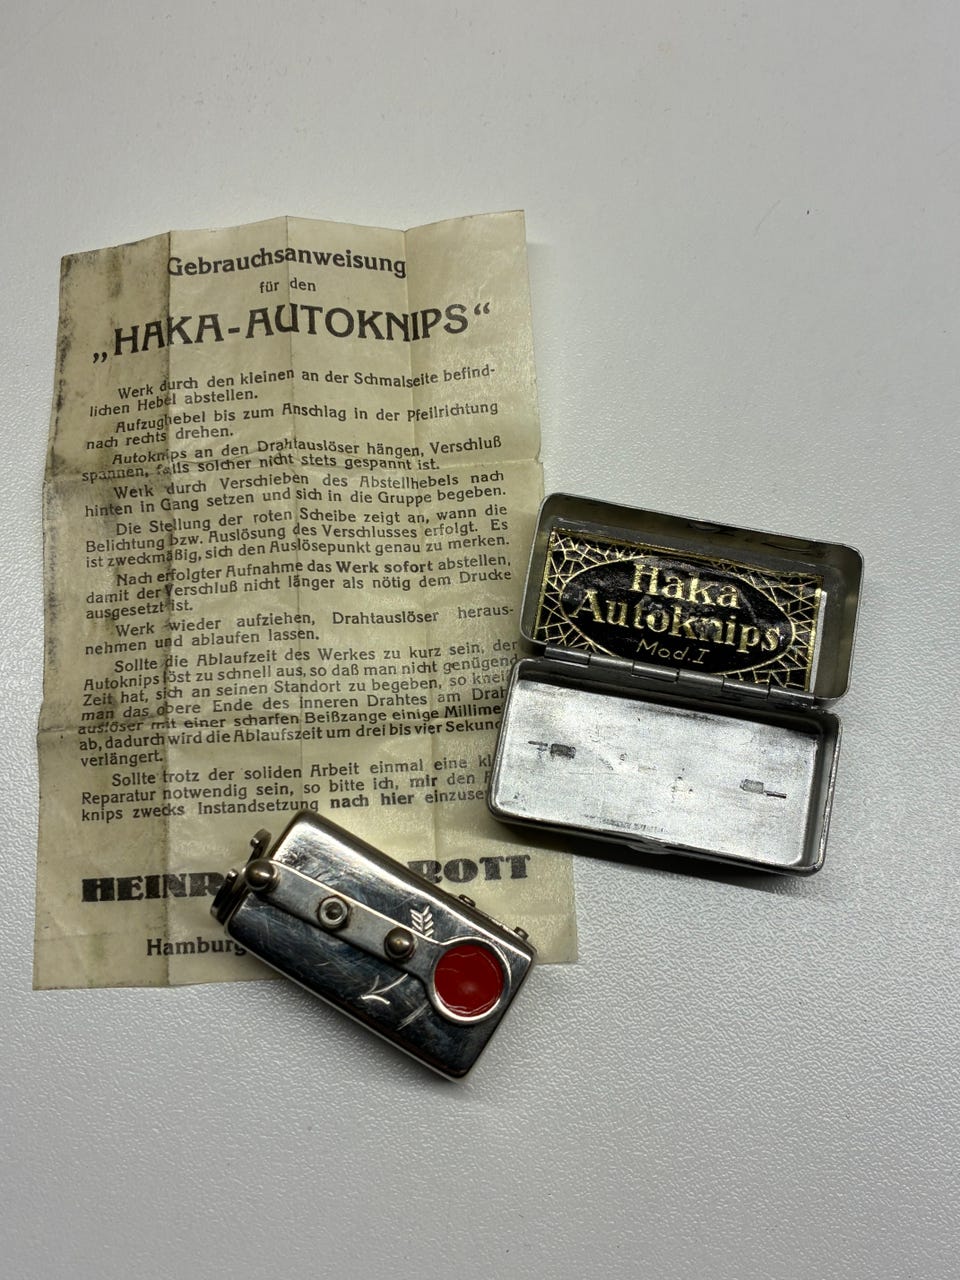 Gebrauchsanweisung
für den
„HAKA-AUTOKNIPS“
Werk durch den kleinen an der Schmalseite befind-
lichen Hebel abstellen.
Aufzughebel bis zum Anschlag in der Pfeilrichtung
nach rechts drehen.
Autoknips an den Drahtauslöser hängen, Verschluß
spannen, falls solcher nicht stets gespannt ist.
Werk durch Verschieben des Abstellhebels nach
hinten in Gang setzen und sich in die Gruppe begeben.
Die Stellung der roten Scheibe zeigt an, wann die
Belichtung bzw. Auslösung des Verschlusses erfolgt. Es
ist zweckmäßig, sich den Auslösepunkt genau zu merken.
Nach erfolgter Aufnahme das Werk sofort abstellen,
damit der Verschluß nicht länger als nötig dem Drucke
ausgesetzt ist.
Werk wieder aufziehen, Drahtauslöser heraus-
nehmen und ablaufen lassen.
Sollte die Ablaufzeit des Werkes zu kurz sein, der
Autoknips löst zu schnell aus, so daß man nicht genügend
Zeit hat, sich an seinen Standort zu begeben, so kneif
man das obere Ende des inneren Drahtes am Drah
auslöser mit einer scharfen Beißzange einige Millime
ab, dadurch wird die Ablaufszeit um drei bis vier Sekun
verlängert.
Sollte trotz der soliden Arbeit einmal eine kl
Reparatur notwendig sein, so bitte ich, mir den
knips zwecks Instandsetzung nach hier einzuse
HEINR ROTT
Hamburg
Haka
Autoknips
Mod. I